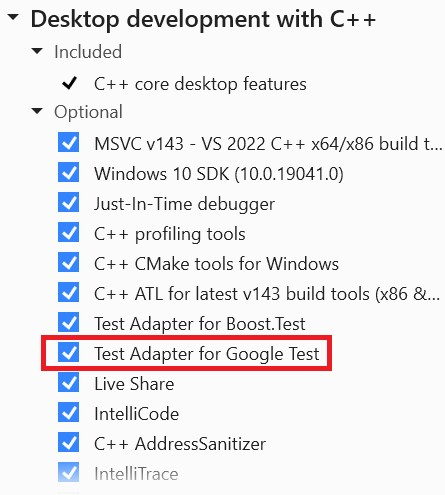 Desktop development with C++
Included
C++ core desktop features
Optional
MSVC v143 - VS 2022 C++ x64/x86 build t...
Windows 10 SDK (10.0.19041.0)
Just-In-Time debugger
C++ profiling tools
C++ CMake tools for Windows
C++ ATL for latest v143 build tools (x86 &...
Test Adapter for Boost.Test
Test Adapter for Google Test
Live Share
IntelliCode
C++ AddressSanitizer
IntelliTrace